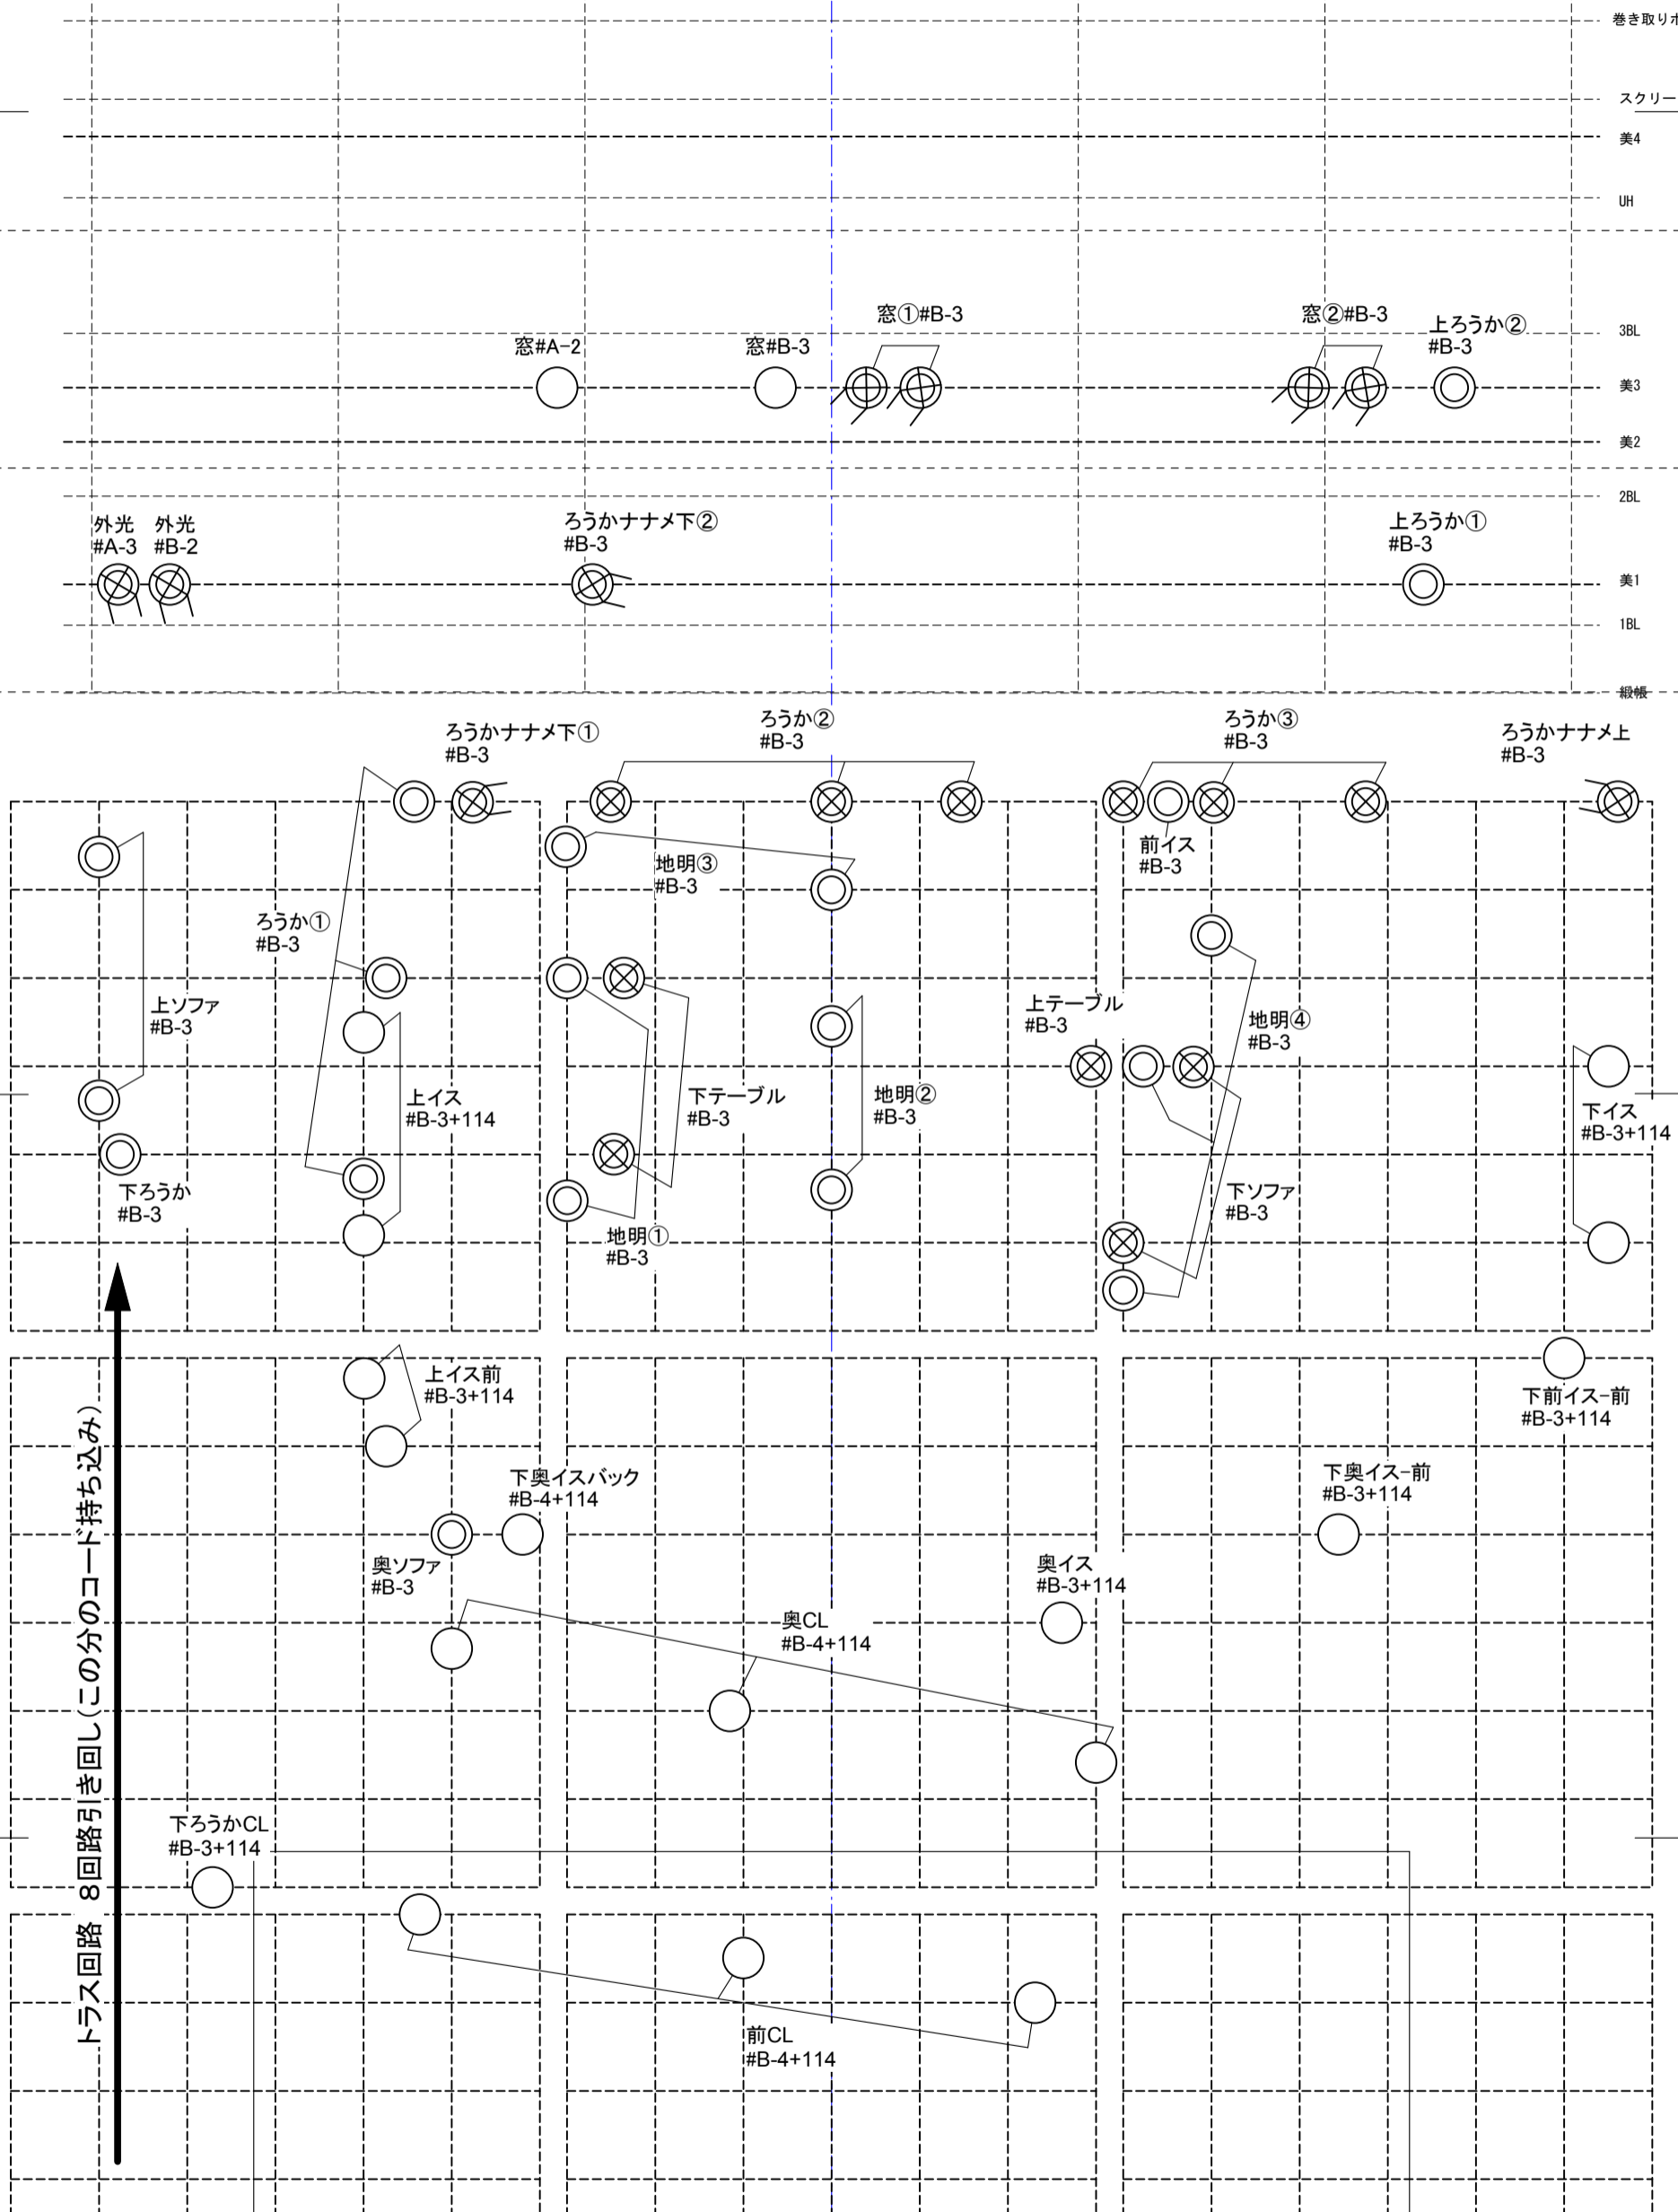 巻き取りホ
スクリー
美4
UH
窓①#B-3
窓②#B-3
上ろうか②
#B-3
3BL
窓#A-2
窓#B-3
美3
美2
2BL
外光
#A-3
外光
#B-2
ろうかナナメ下②
#B-3
上ろうか①
#B-3
美1
1BL
緞帳
ろうかナナメ下①
#B-3
ろうか②
#B-3
ろうか③
#B-3
ろうかナナメ上
#B-3
地明③
#B-3
前イス
#B-3
ろうか①
#B-3
上ソファ
#B-3
上テーブル
#B-3
地明④
#B-3
上イス
#B-3+114
下テーブル
#B-3
地明②
#B-3
下イス
#B-3+114
下ろうか
#B-3
下ソファ
#B-3
地明①
#B-3
上イス前
#B-3+114
下前イス-前
#B-3+114
下奥イスバック
#B-4+114
下奥イス-前
#B-3+114
奥ソファ
#B-3
奥イス
#B-3+114
奥CL
#B-4+114
トラス回路 8回路引き回し(この分のコード持ち込み)
下ろうかCL
#B-3+114
前CL
#B-4+114